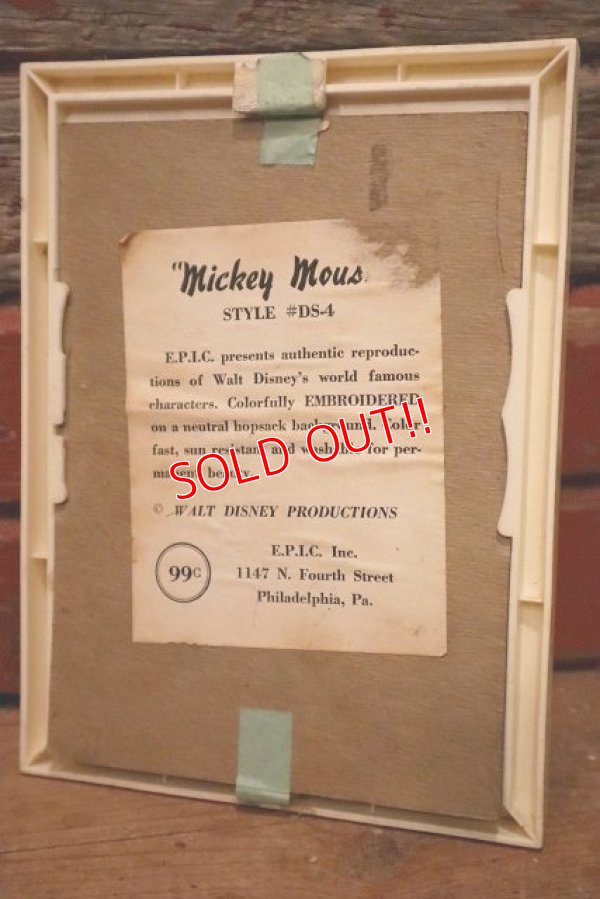 "Mickey Mous
STYLE #DS-4
E.P.I.C. presents authentic reproduc-
tions of Walt Disney's world famous
characters. Colorfully EMBROIDERED
on a neutral hopsack background. Color
fast, sun resistant and washable for per-
manent beauty.
SOLD OUT!!
© WALT DISNEY PRODUCTIONS
99c
E.P.I.C. Inc.
1147 N. Fourth Street
Philadelphia, Pa.